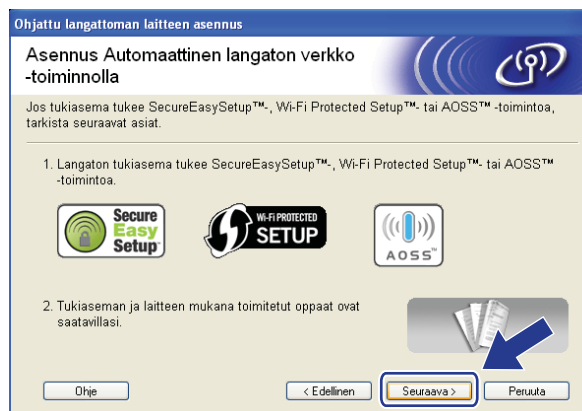 Ohjattu langattoman laitteen asennus
Asennus Automaattinen langaton verkko
-toiminnolla
Jos tukiasema tukee SecureEasySetup™-, Wi-Fi Protected Setup™- tai AOSS™ -toimintoa,
tarkista seuraavat asiat.
1. Langaton tukiasema tukee SecureEasySetup™-, Wi-Fi Protected Setup™- tai AOSS™
-toimintoa.
Secure
Easy
Setup
WI-FI PROTECTED
SETUP
AOSS™
2. Tukiaseman ja laitteen mukana toimitetut oppaat ovat
saatavillasi.
Ohje
< Edellinen
Seuraava >
Peruuta